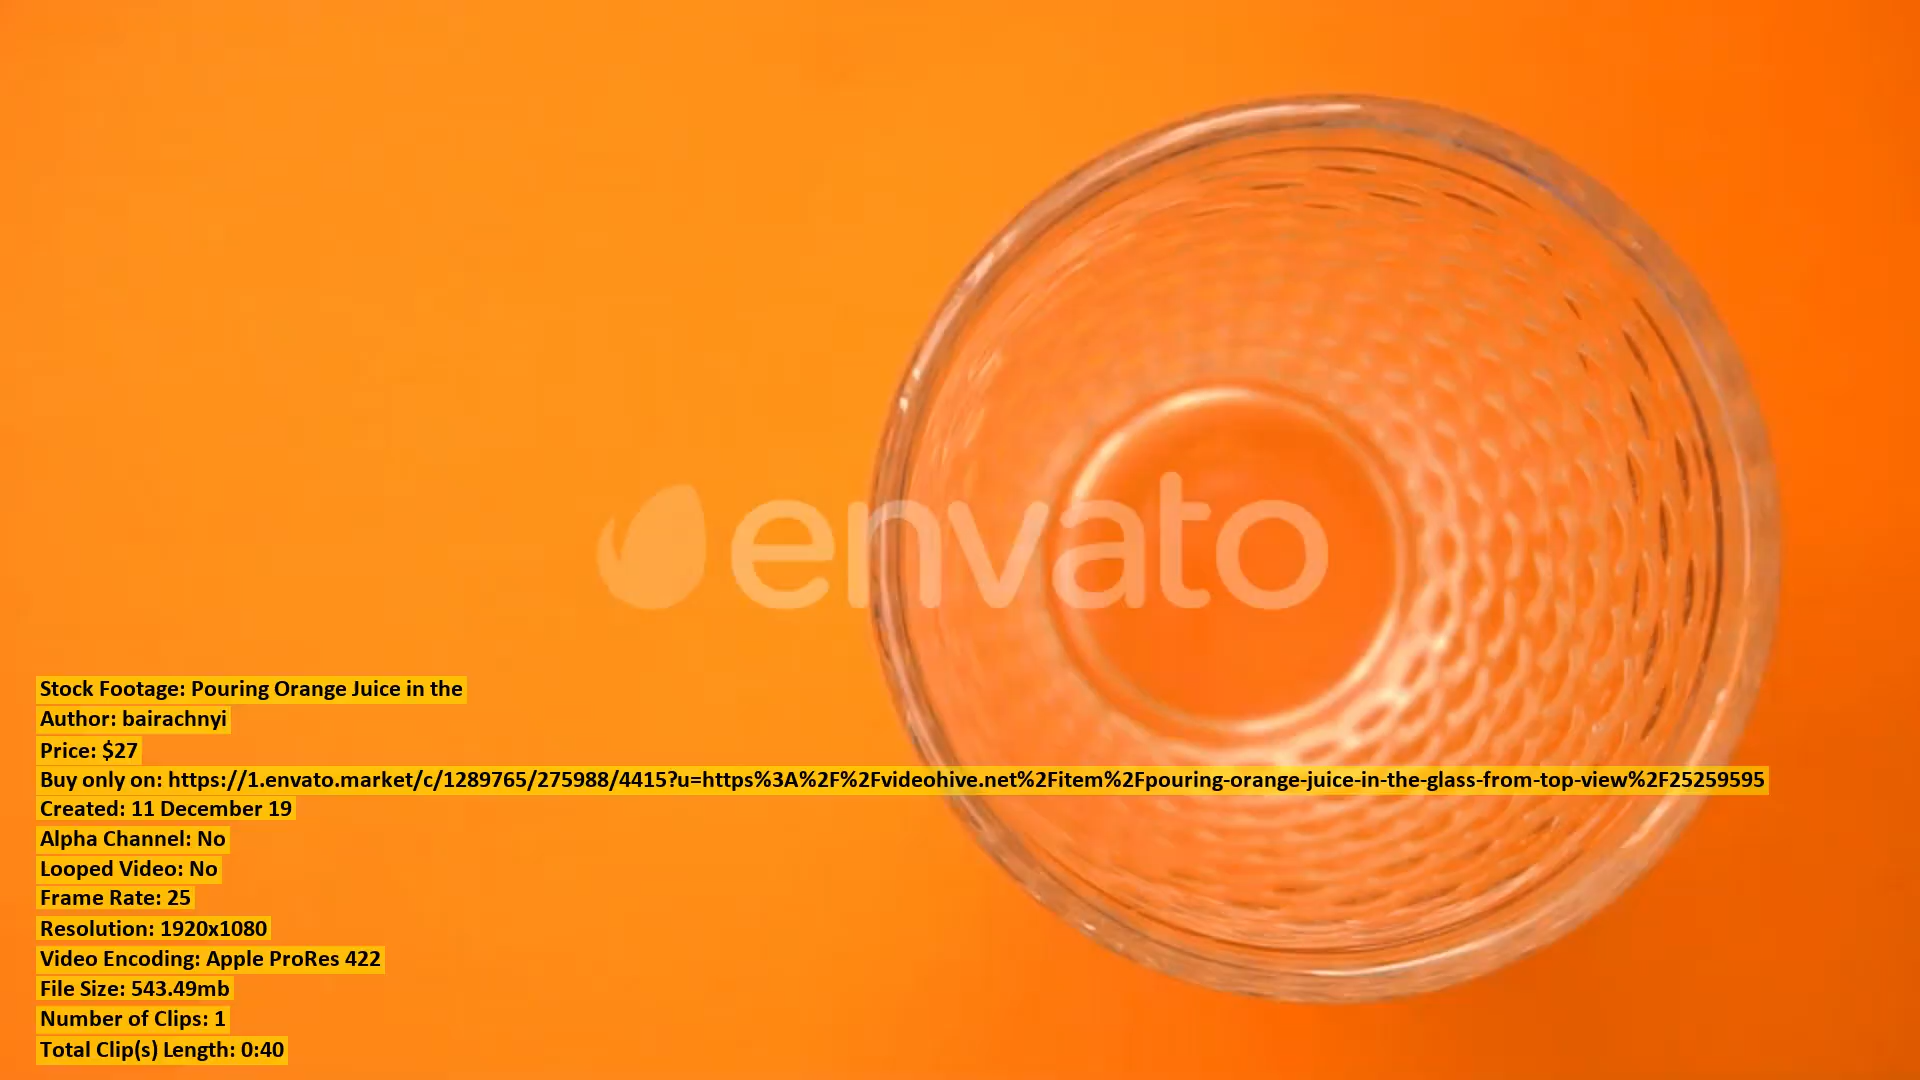 envato
Stock Footage: Pouring Orange Juice in the
Author: bairachnyi
Price: $27
Buy only on: https://1.envato.market/c/1289765/275988/4415?u=https%3A%2F%2Fvideohive.net%2Fitem%2Fpouring-orange-juice-in-the-glass-from-top-view%2F25259595
Created: 11 December 19
Alpha Channel: No
Looped Video: No
Frame Rate: 25
Resolution: 1920x1080
Video Encoding: Apple ProRes 422
File Size: 543.49mb
Number of Clips: 1
Total Clip(s) Length: 0:40